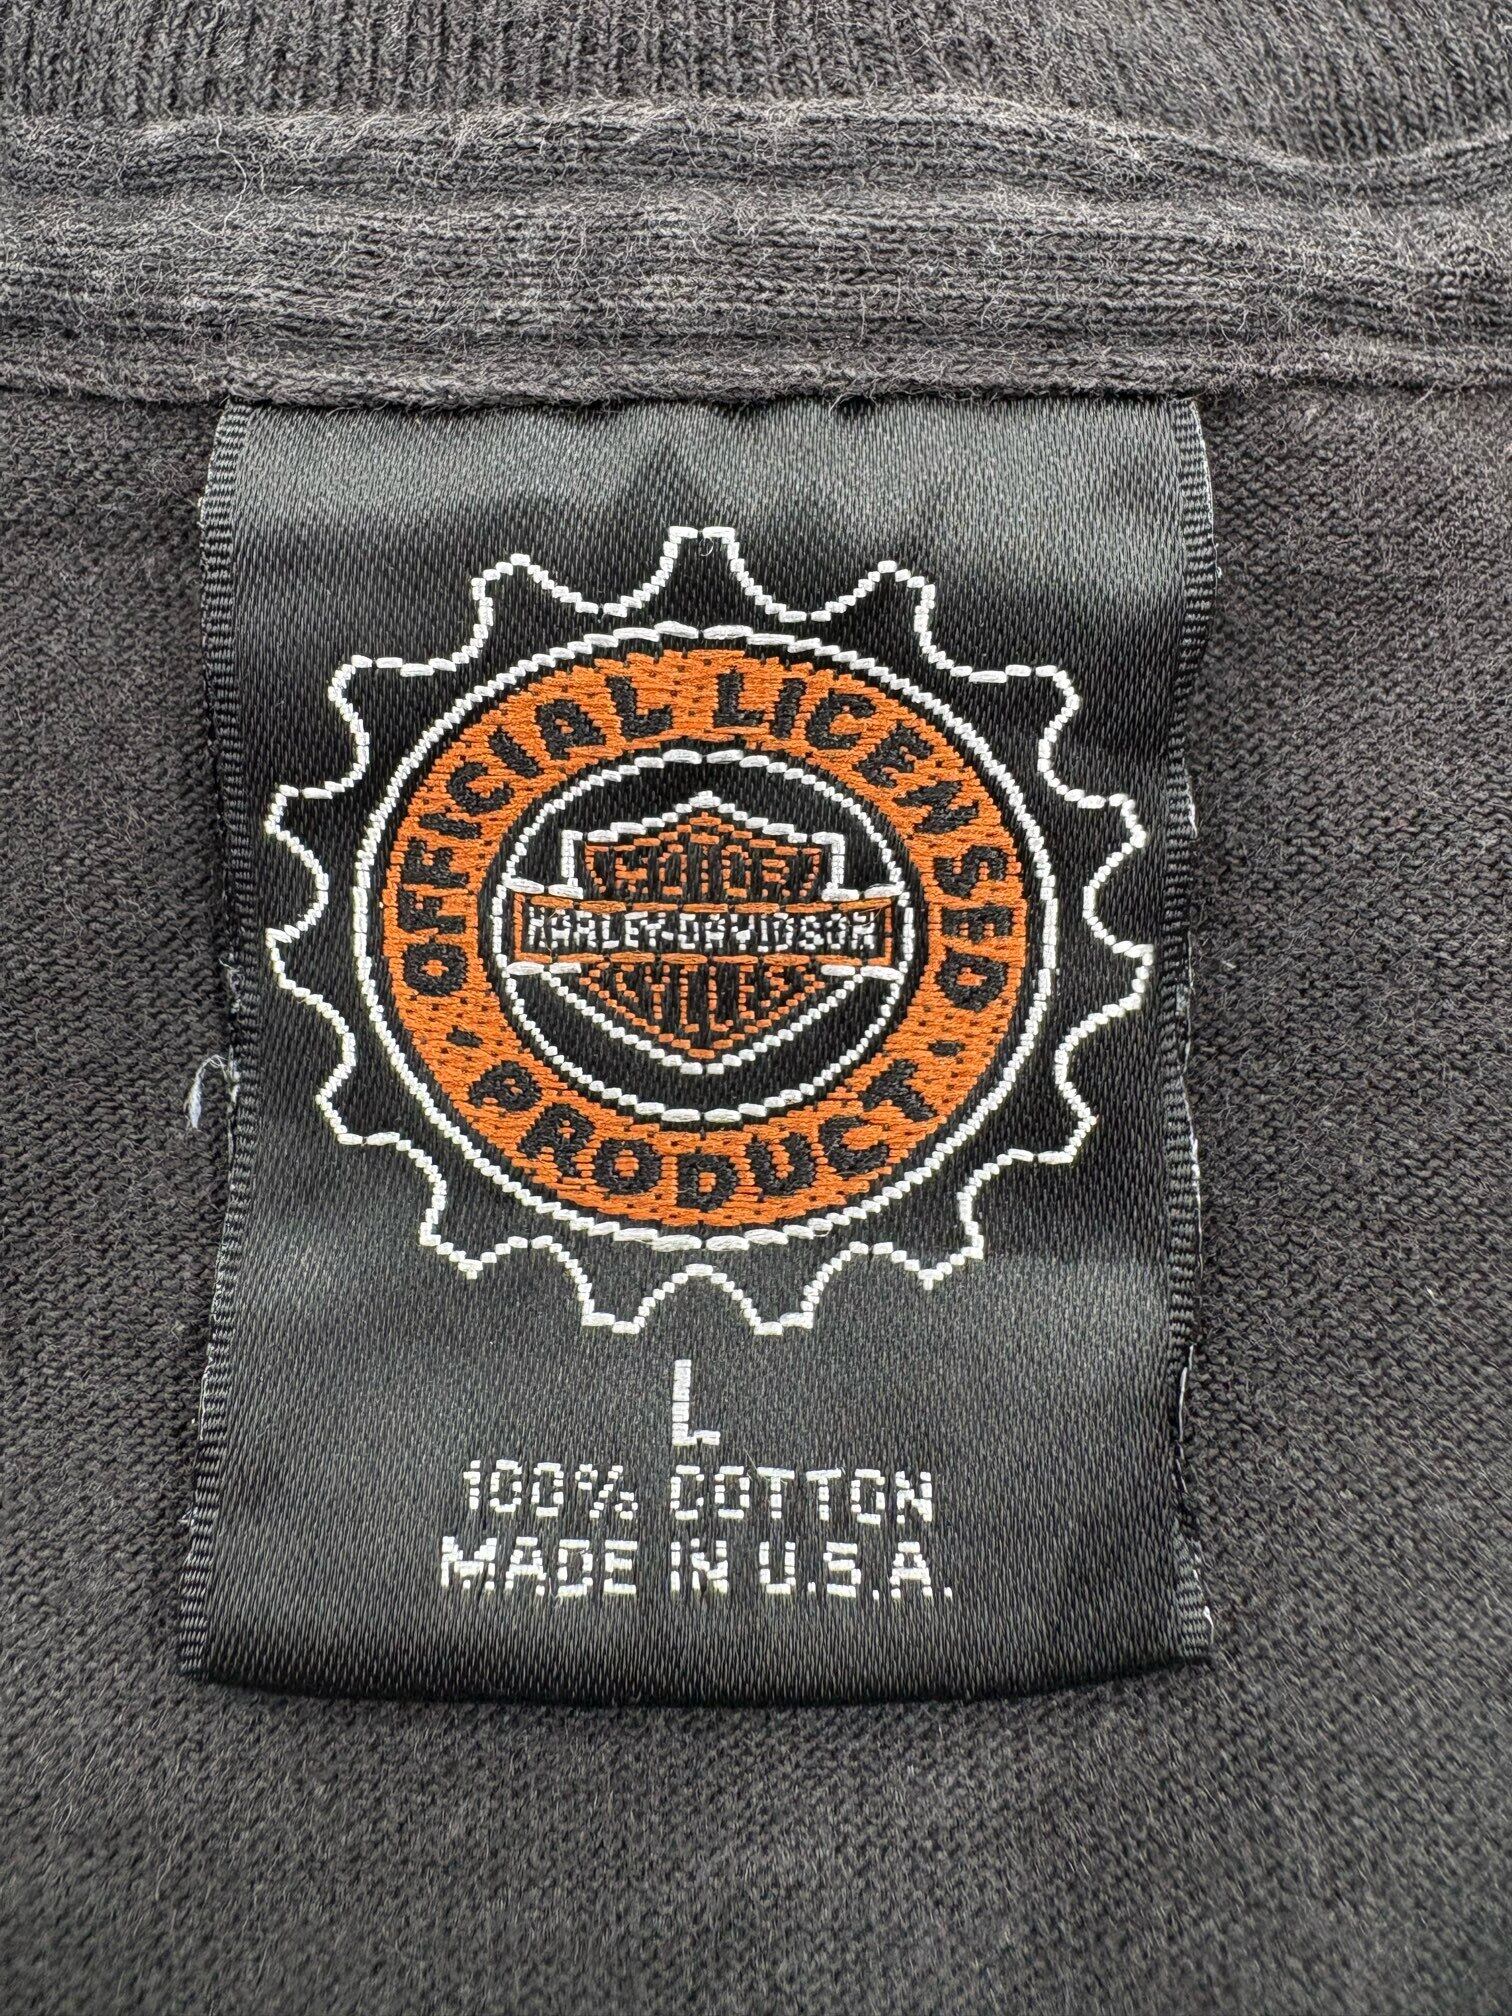 OFFICIAL LICENSED
MOTOR
HARLEY-DAVIDSON
CYCLES
• PRODUCT •
L
100% COTTON
MADE IN U.S.A.